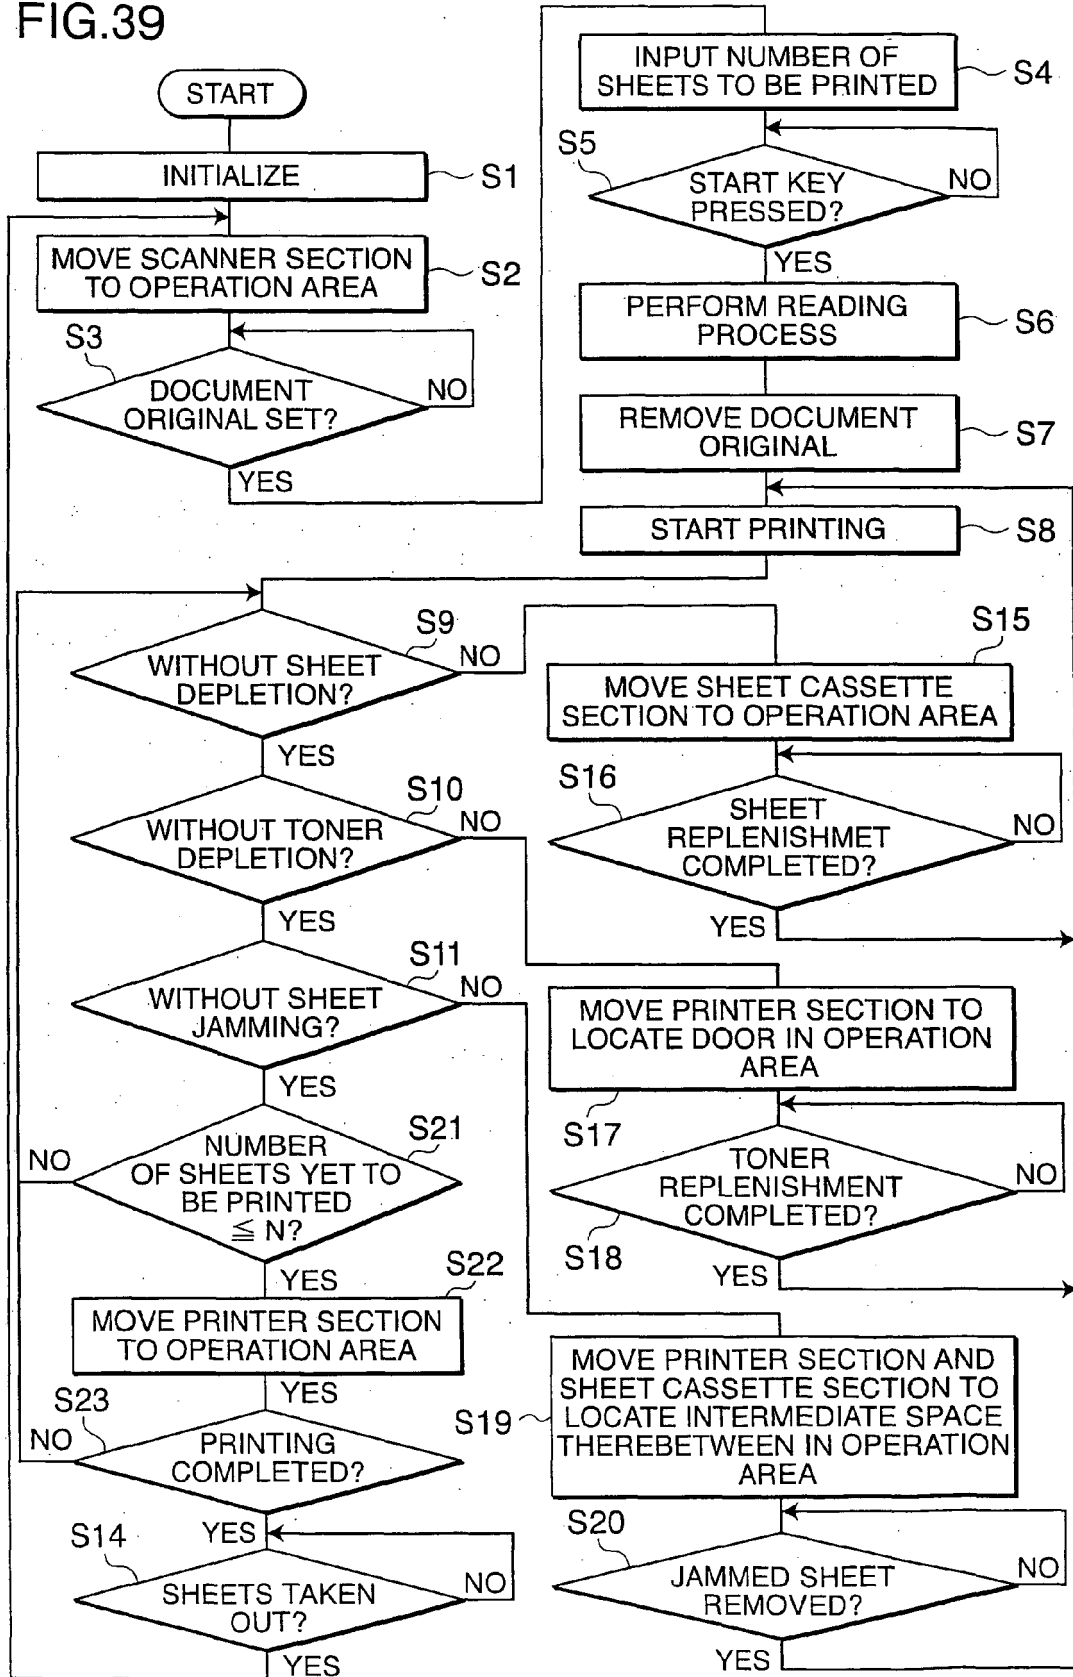 FIG.39
START
INITIALIZE
S1
MOVE SCANNER SECTION
TO OPERATION AREA
S2
S3
DOCUMENT
ORIGINAL SET?
NO
YES
INPUT NUMBER OF
SHEETS TO BE PRINTED
S4
S5
START KEY
PRESSED?
NO
YES
PERFORM READING
PROCESS
S6
REMOVE DOCUMENT
ORIGINAL
S7
START PRINTING
S8
S9
WITHOUT SHEET
DEPLETION?
NO
YES
S10
WITHOUT TONER
DEPLETION?
NO
YES
S11
WITHOUT SHEET
JAMMING?
NO
YES
S21
NUMBER
OF SHEETS YET TO
BE PRINTED
≦ N?
NO
YES
S22
MOVE PRINTER SECTION
TO OPERATION AREA
YES
S23
PRINTING
COMPLETED?
NO
YES
S14
SHEETS TAKEN
OUT?
NO
YES
S15
MOVE SHEET CASSETTE
SECTION TO OPERATION AREA
S16
SHEET
REPLENISHMET
COMPLETED?
NO
YES
MOVE PRINTER SECTION TO
LOCATE DOOR IN OPERATION
AREA
S17
TONER
REPLENISHMENT
COMPLETED?
NO
S18
YES
MOVE PRINTER SECTION AND
SHEET CASSETTE SECTION TO
LOCATE INTERMEDIATE SPACE
THEREBETWEEN IN OPERATION
AREA
S19
S20
JAMMED SHEET
REMOVED?
NO
YES